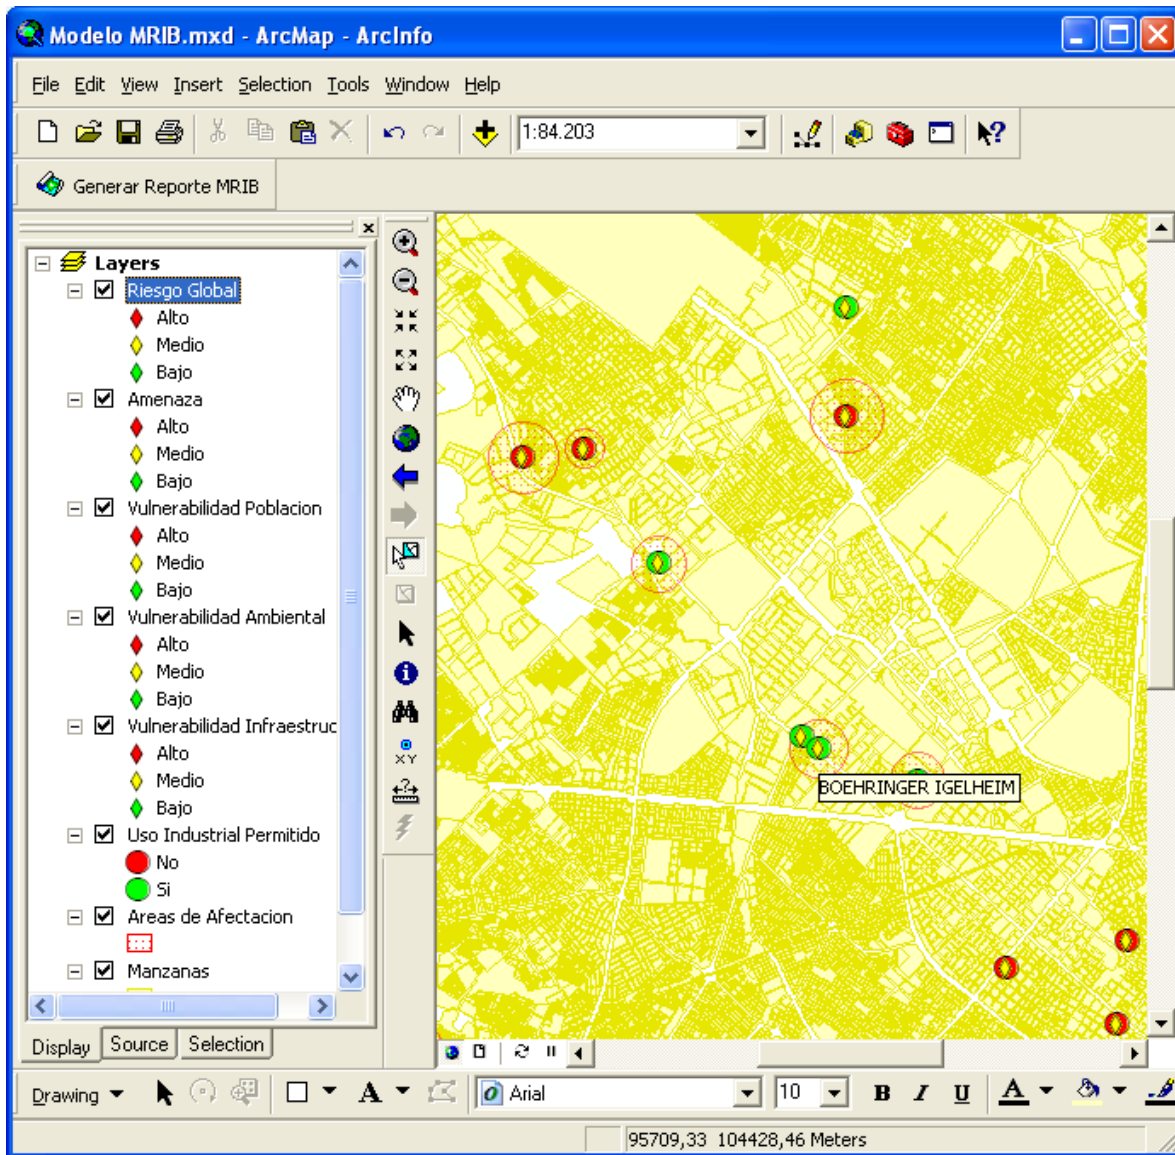 Modelo MRIB.mxd - ArcMap - ArcInfo
File Edit View Insert Selection Tools Window Help
1:84.203
Generar Reporte MRIB
Layers
Riesgo Global
Alto
Medio
Bajo
Amenaza
Alto
Medio
Bajo
Vulnerabilidad Poblacion
Alto
Medio
Bajo
Vulnerabilidad Ambiental
Alto
Medio
Bajo
Vulnerabilidad Infraestruc
Alto
Medio
Bajo
Uso Industrial Permitido
No
Si
Areas de Afectacion
Manzanas
XY
BOEHRINGER IGELHEIM
Display Source Selection
Drawing A Arial 10 B I U A
95709,33 104428,46 Meters